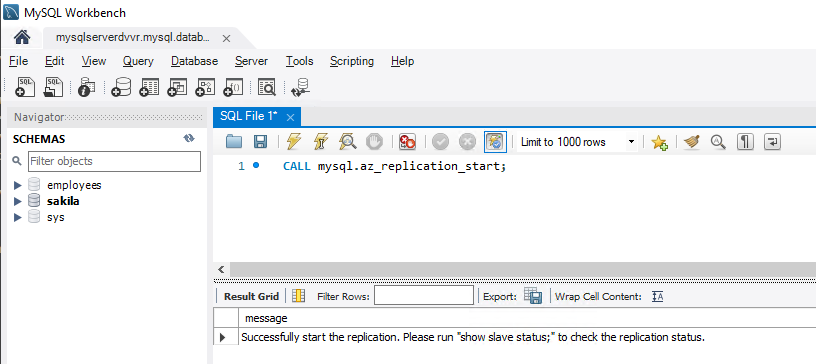 MySQL Workbench
mysqlserverdvvr.mysql.datab...
File Edit View Query Database Server Tools Scripting Help
Navigator
SCHEMAS
Filter objects
employees
sakila
sys
SQL File 1*
Limit to 1000 rows
1 CALL mysql.az_replication_start;
Result Grid Filter Rows: Export: Wrap Cell Content: IA
message
Successfully start the replication. Please run "show slave status;" to check the replication status.